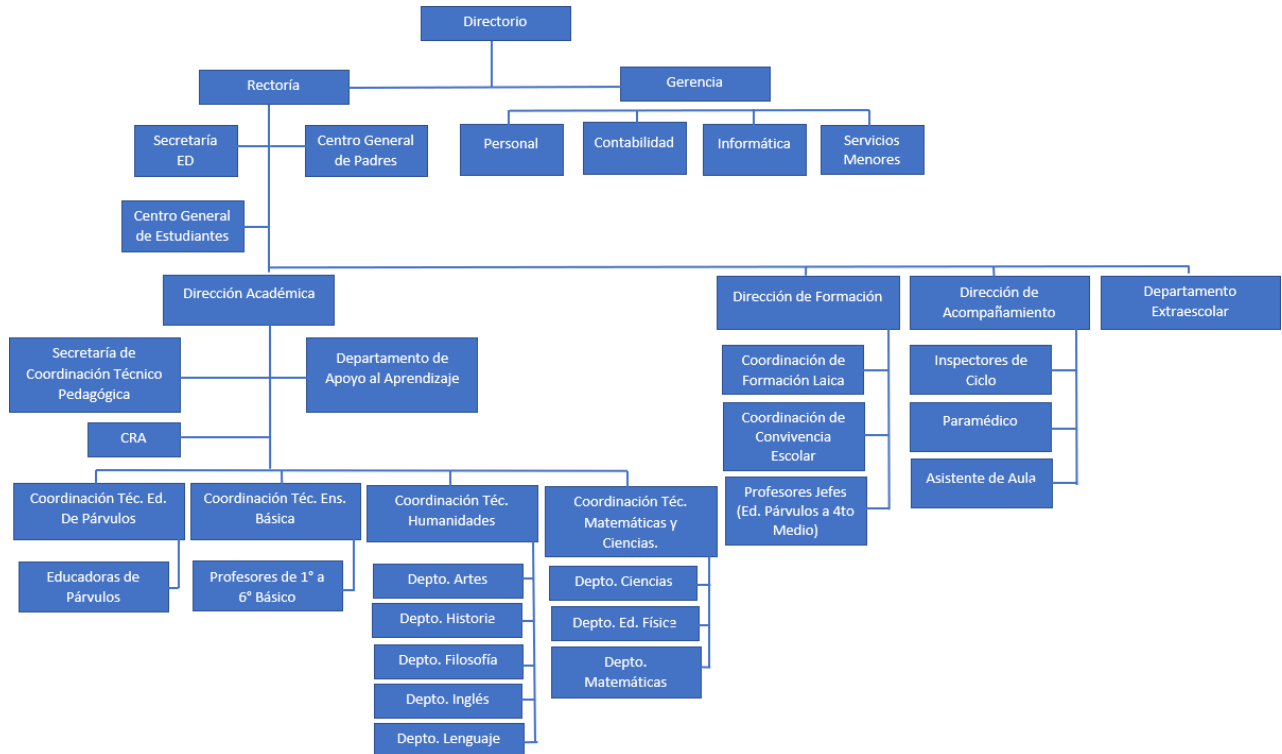 Directorio
Rectoría
Gerencia
Secretaría
ED
Centro General
de Padres
Personal
Contabilidad
Informática
Servicios
Menores
Centro General
de Estudiantes
Dirección Académica
Dirección de Formación
Dirección de
Acompañamiento
Departamento
Extraescolar
Secretaría de
Coordinación Técnico
Pedagógica
Departamento de
Apoyo al Aprendizaje
CRA
Coordinación de
Formación Laica
Coordinación de
Convivencia
Escolar
Profesores Jefes
(Ed. Párvulos a 4to
Medio)
Inspectores de
Ciclo
Paramédico
Asistente de Aula
Coordinación Téc. Ed.
De Párvulos
Educadoras de
Párvulos
Coordinación Téc. Ens.
Básica
Profesores de 1° a
6° Básico
Coordinación Téc.
Humanidades
Depto. Artes
Depto. Historia
Depto. Filosofía
Depto. Inglés
Depto. Lenguaje
Coordinación Téc.
Matemáticas y
Ciencias.
Depto. Ciencias
Depto. Ed. Física
Depto.
Matemáticas